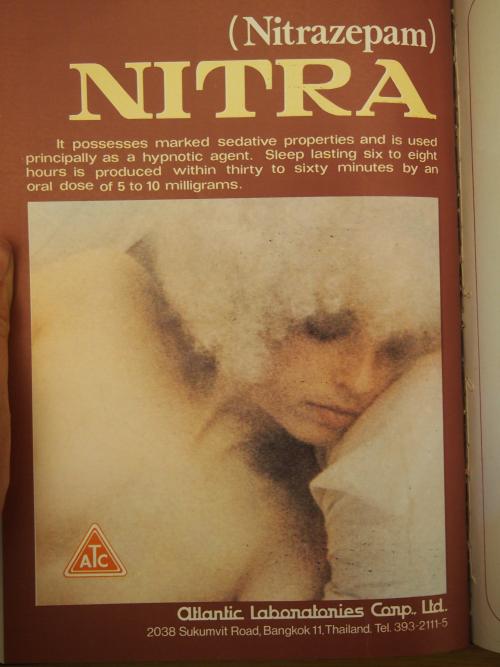 (Nitrazepam)
NITRA
It possesses marked sedative properties and is used
principally as a hypnotic agent. Sleep lasting six to eight
hours is produced within thirty to sixty minutes by an
oral dose of 5 to 10 milligrams.
ATC
Atlantic Laboratories Corp., Ltd.
2038 Sukumvit Road, Bangkok 11, Thailand. Tel. 393-2111-5